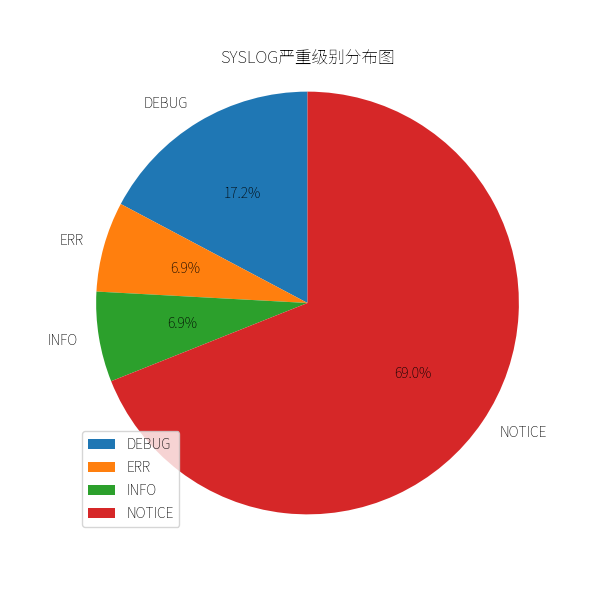 SYSLOG严重级别分布图
DEBUG
17.2%
ERR
6.9%
INFO
6.9%
69.0%
NOTICE
DEBUG
ERR
INFO
NOTICE